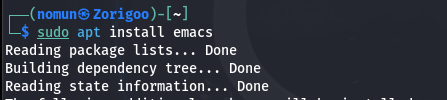 (nomun㉿Zorigoo)-[~]
$ sudo apt install emacs
Reading package lists... Done
Building dependency tree... Done
Reading state information... Done